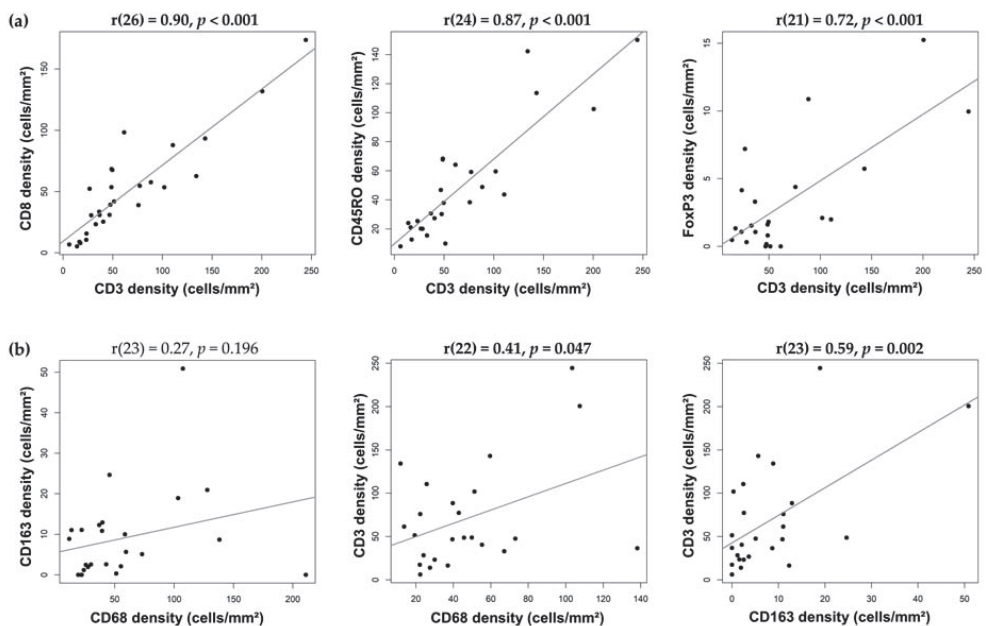 (a)
r(26) = 0.90, p < 0.001
CD8 density (cells/mm²)
0 50 100 150
0 50 100 150 200 250
CD3 density (cells/mm²)
r(24) = 0.87, p < 0.001
CD45RO density (cells/mm²)
20 40 60 80 100 140
0 50 100 150 200 250
CD3 density (cells/mm²)
r(21) = 0.72, p < 0.001
FoxP3 density (cells/mm²)
0 5 10 15
0 50 100 150 200 250
CD3 density (cells/mm²)
(b)
r(23) = 0.27, p = 0.196
CD163 density (cells/mm²)
0 10 20 30 40 50
50 100 150 200
CD68 density (cells/mm²)
r(22) = 0.41, p = 0.047
CD3 density (cells/mm²)
0 50 100 150 200 250
20 40 60 80 100 120 140
CD68 density (cells/mm²)
r(23) = 0.59, p = 0.002
CD3 density (cells/mm²)
0 50 100 150 200 250
0 10 20 30 40 50
CD163 density (cells/mm²)